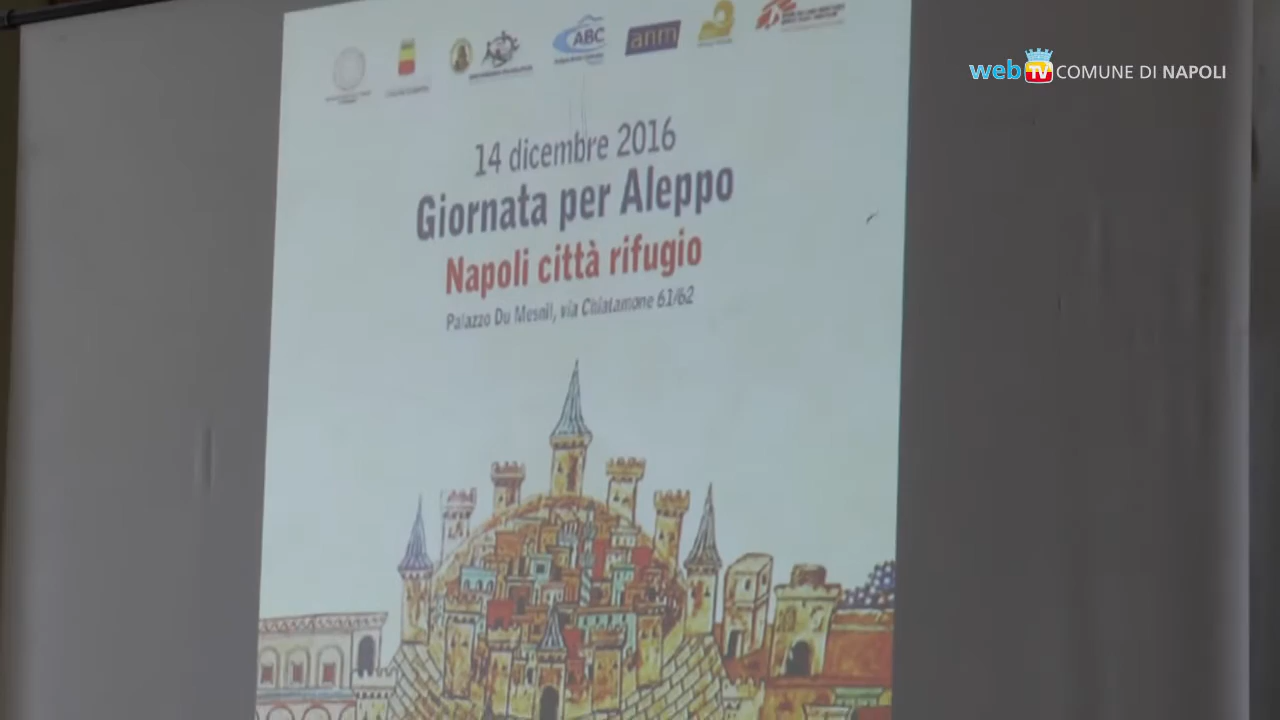 ABC
anm
web TV COMUNE DI NAPOLI
14 dicembre 2016
Giornata per Aleppo
Napoli città rifugio
Palazzo Du Mesnil, via Chiatamone 61/62